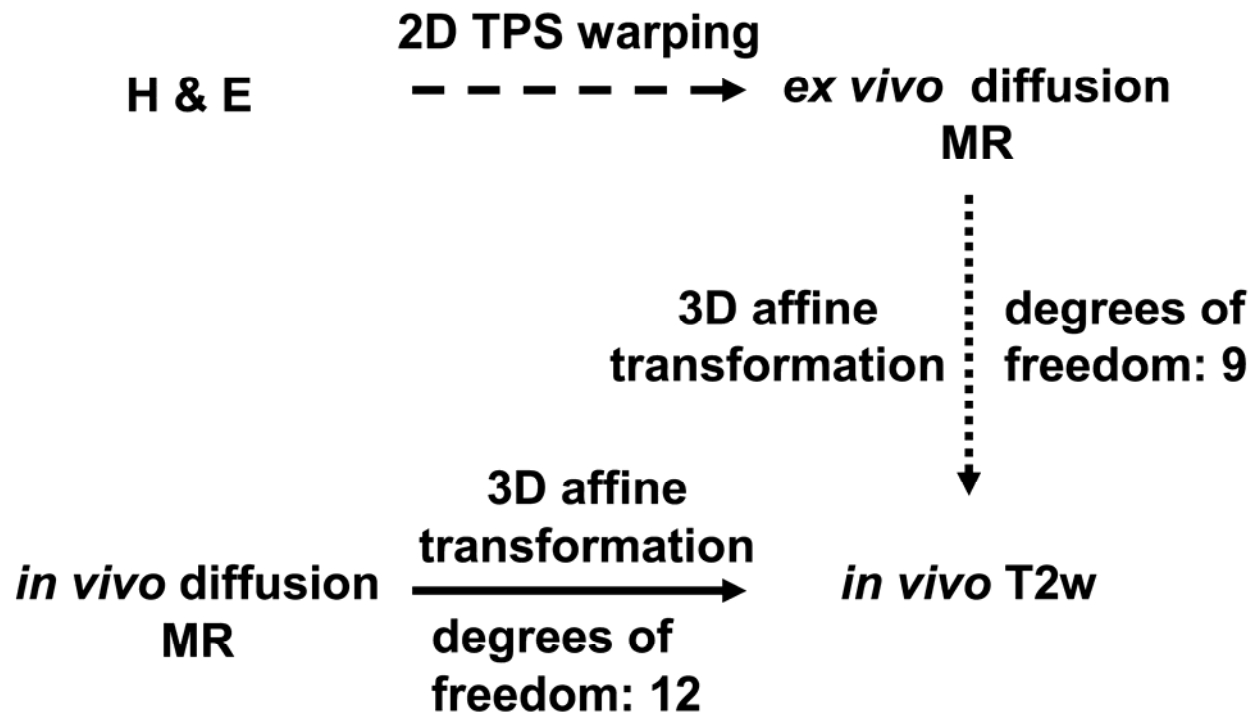 2D TPS warping
H & E
ex vivo diffusion
MR
3D affine
transformation
degrees of
freedom: 9
3D affine
transformation
in vivo diffusion
MR
degrees of
freedom: 12
in vivo T2w